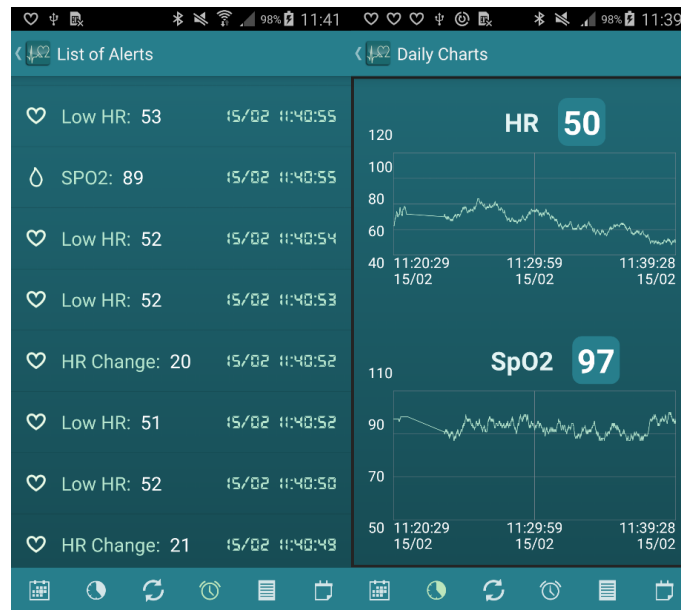 98% 11:41
List of Alerts
Low HR: 53 15/02 11:40:55
SPO2: 89 15/02 11:40:55
Low HR: 52 15/02 11:40:54
Low HR: 52 15/02 11:40:53
HR Change: 20 15/02 11:40:52
Low HR: 51 15/02 11:40:52
Low HR: 52 15/02 11:40:50
HR Change: 21 15/02 11:40:49
98% 11:39
Daily Charts
HR 50
120
100
80
60
40
11:20:29 11:29:59 11:39:28
15/02 15/02 15/02
SpO2 97
110
90
70
50
11:20:29 11:29:59 11:39:28
15/02 15/02 15/02